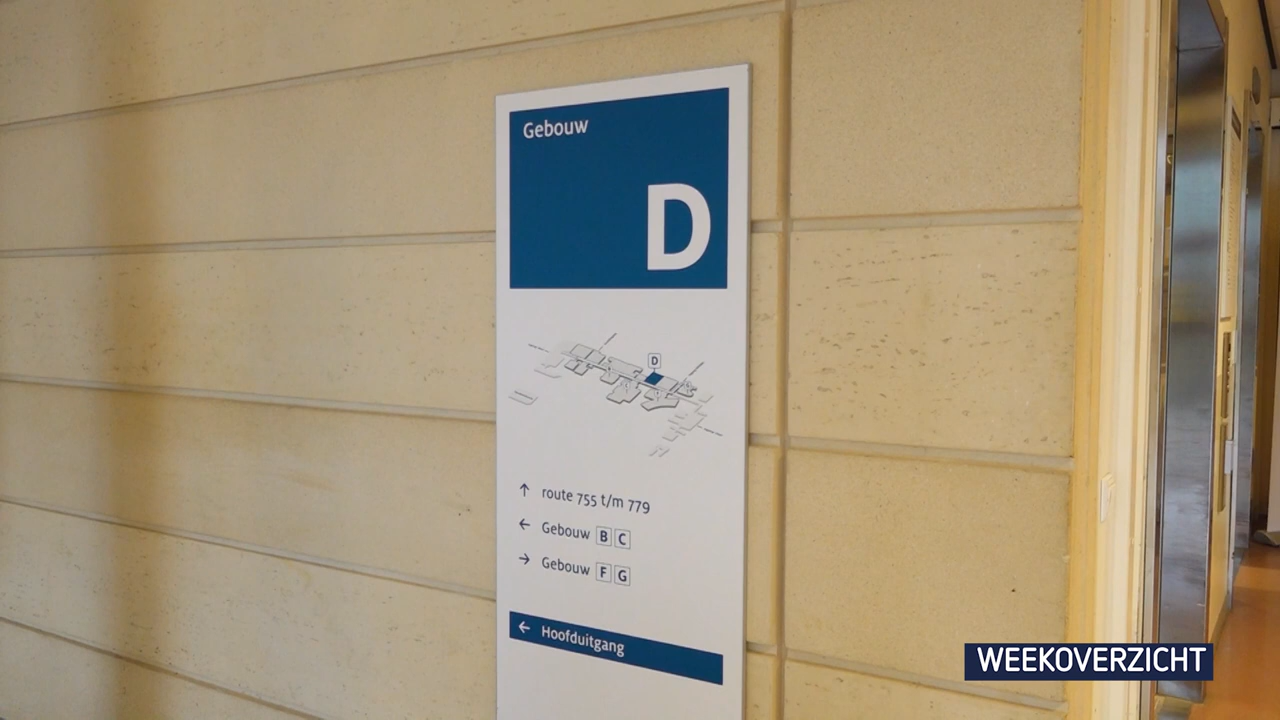 Gebouw
D
D
↑ route 755 t/m 779
← Gebouw B C
→ Gebouw F G
← Hoofduitgang
WEEKOVERZICHT